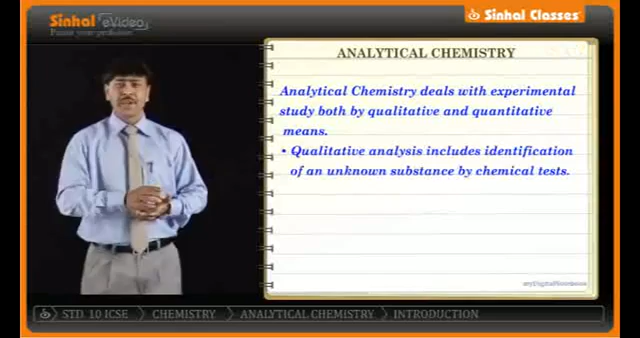 Sinhal eVideo
Sinhal Classes
ANALYTICAL CHEMISTRY
Analytical Chemistry deals with experimental
study both by qualitative and quantitative
means.
• Qualitative analysis includes identification
of an unknown substance by chemical tests.
STD. 10 ICSE
CHEMISTRY
ANALYTICAL CHEMISTRY
INTRODUCTION